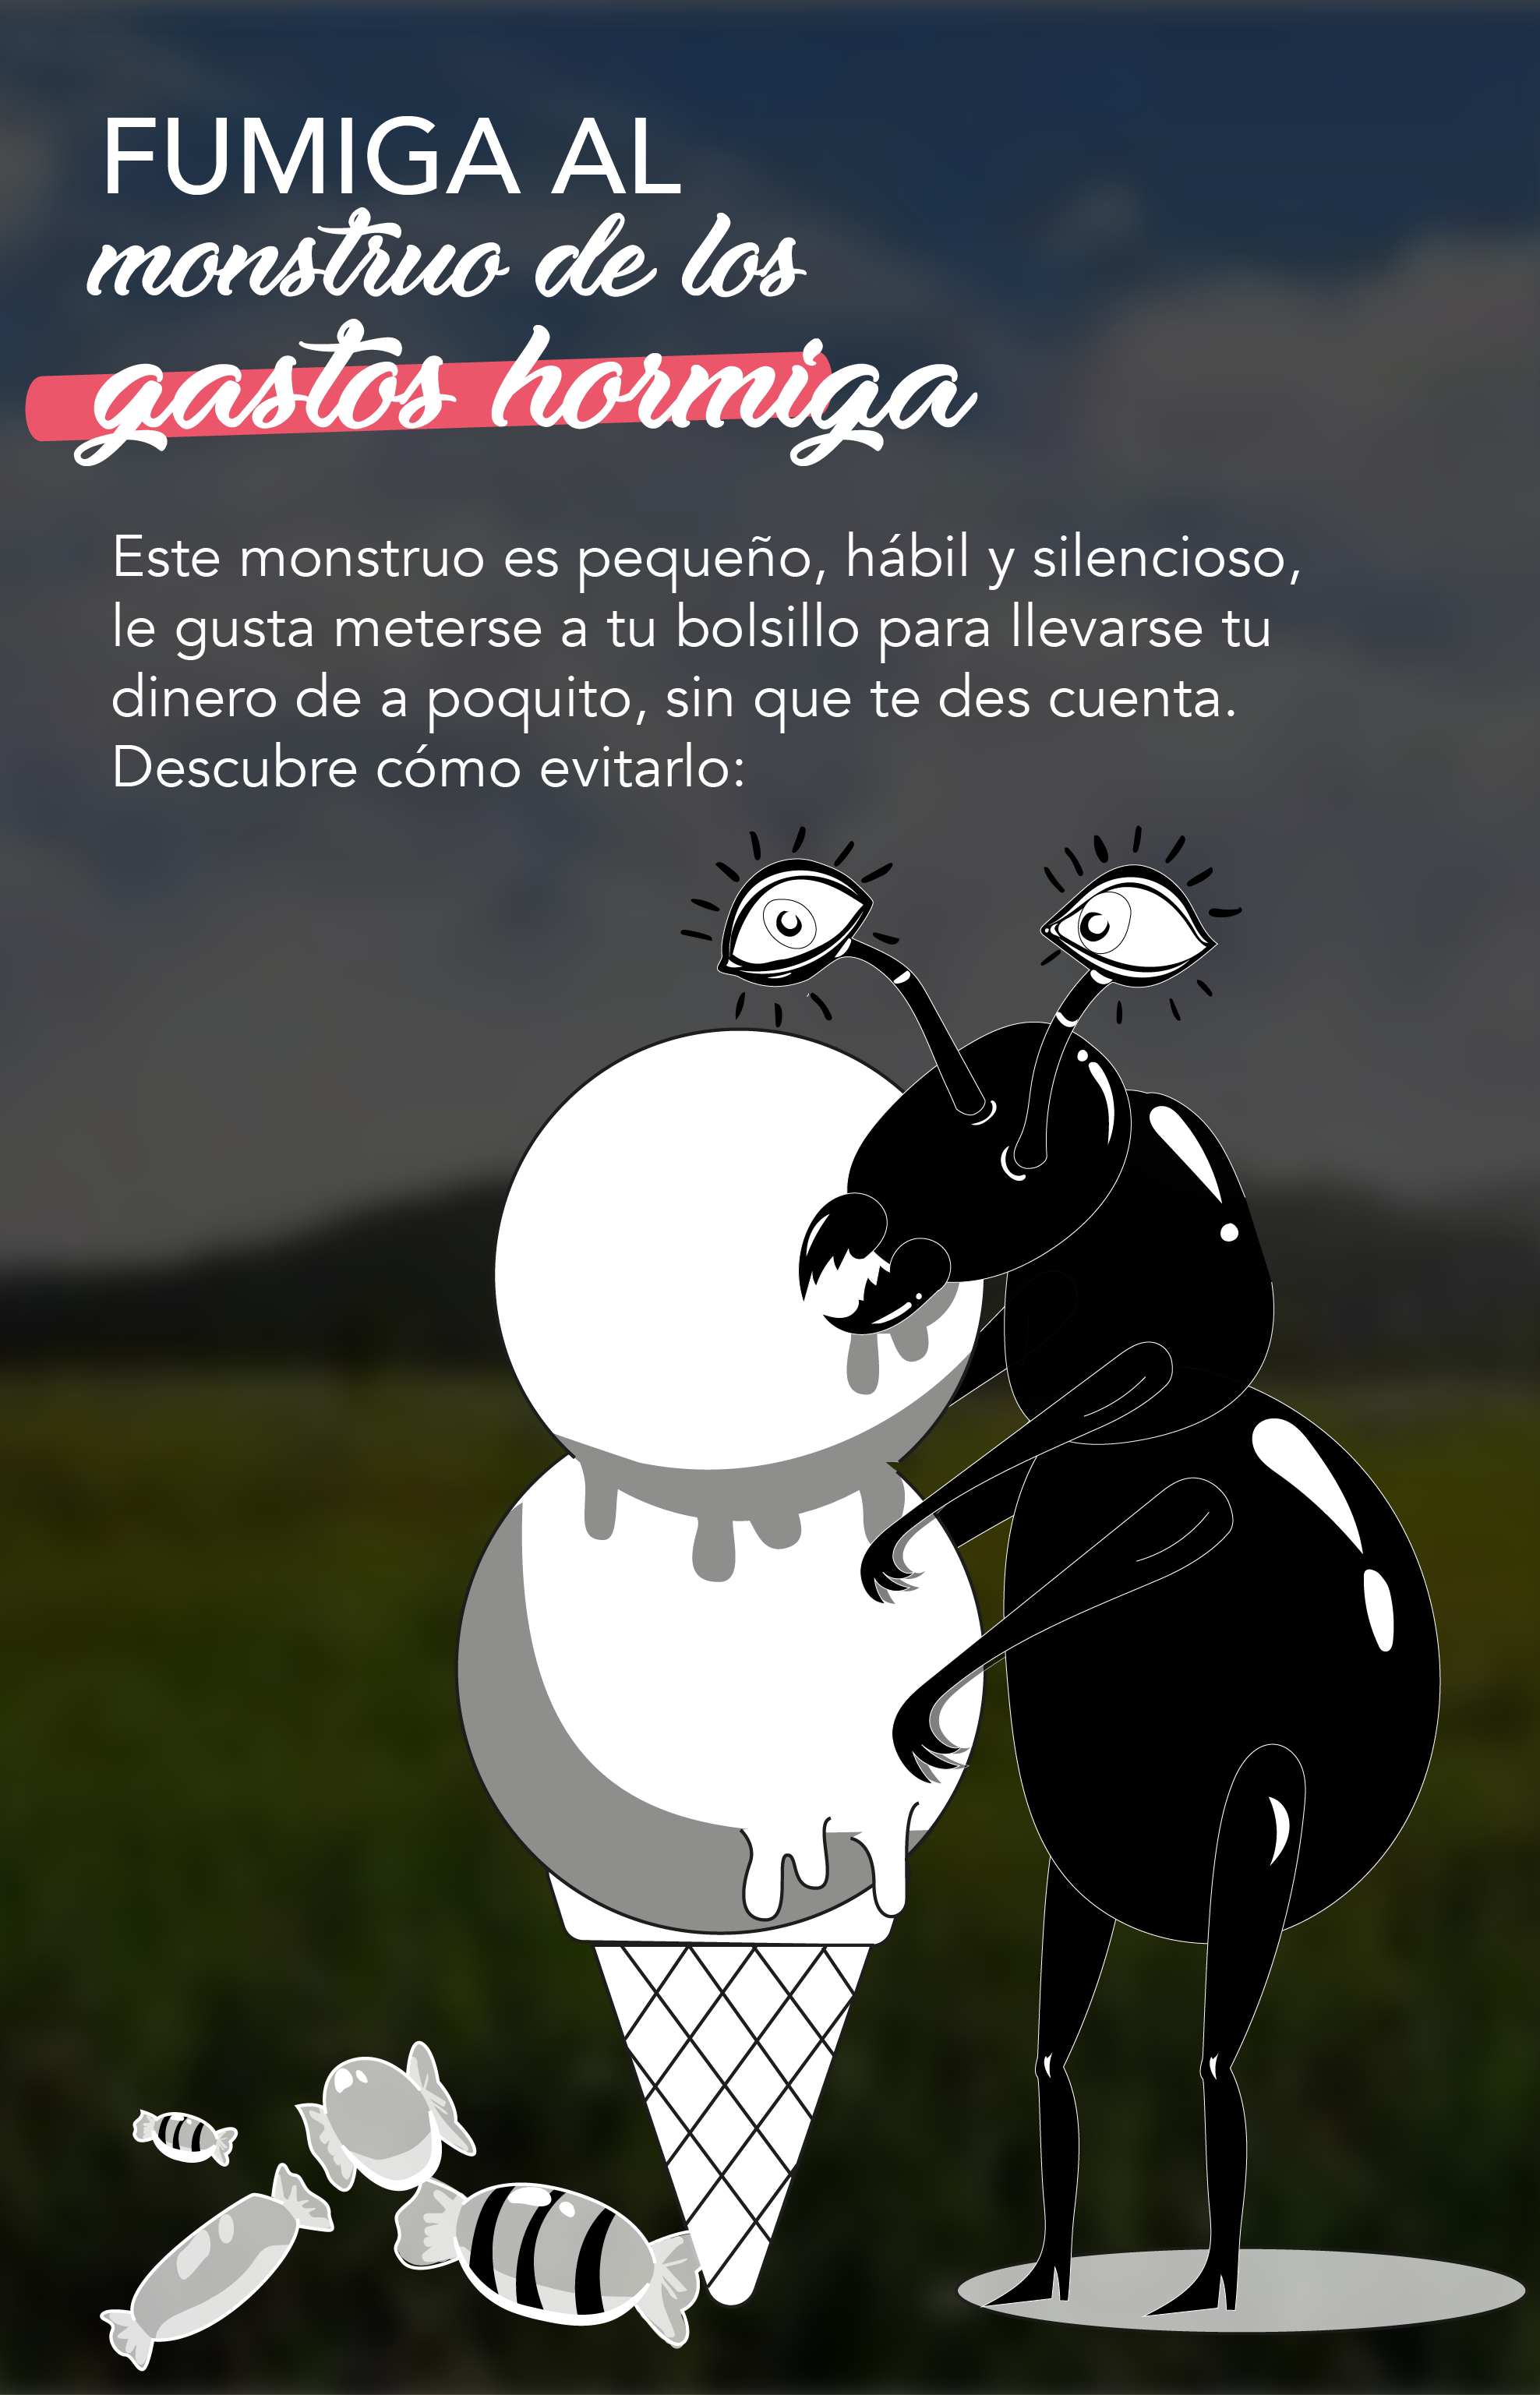 FUMIGA AL
monstruo de los
gastos hormiga
Este monstruo es pequeño, hábil y silencioso,
le gusta meterse a tu bolsillo para llevarse tu
dinero de a poquito, sin que te des cuenta.
Descubre cómo evitarlo: